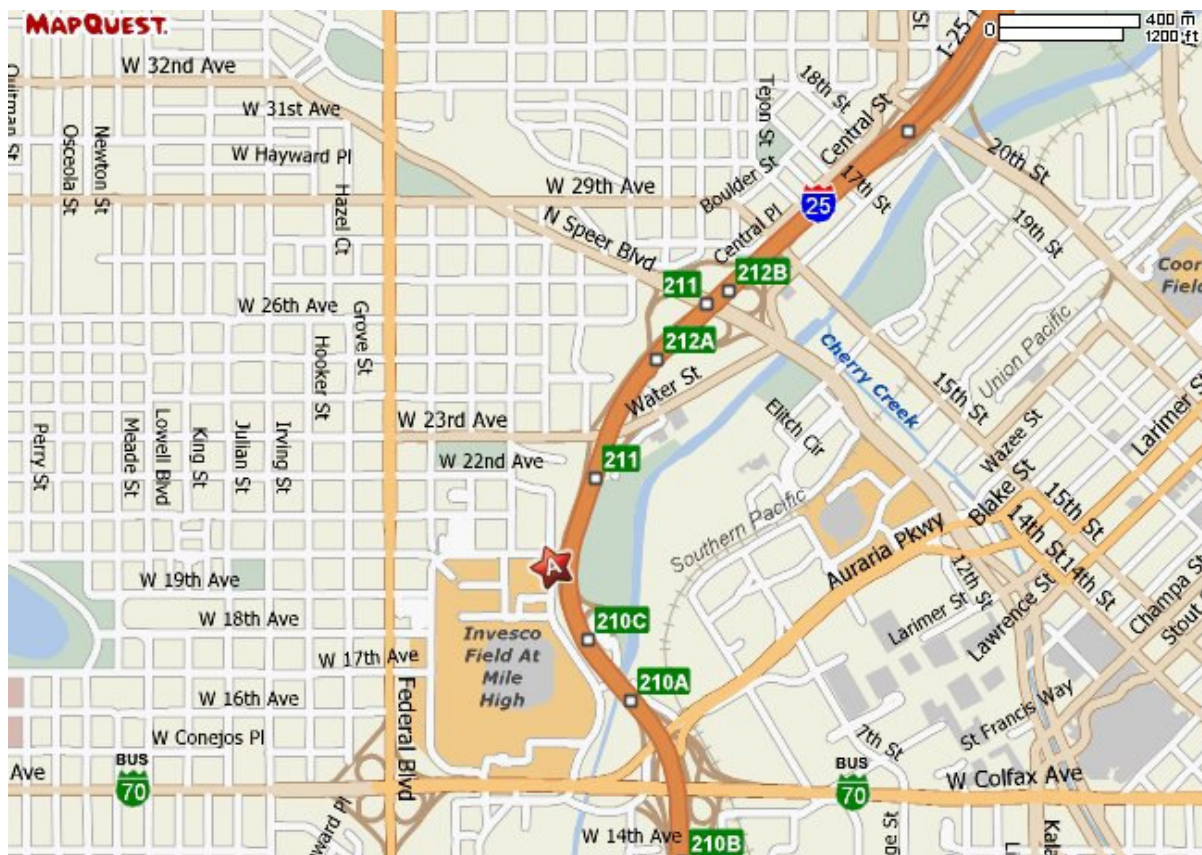 MAPQUEST.
400 m
0
1200 ft
I-25
W 32nd Ave
W 31st Ave
W Hayward Pl
W 29th Ave
N Speer Blvd
Osceola St
Newton St
Hazel Ct
Tejon St
18th St
Central St
Boulder St
17th St
Central Pl
25
20th St
19th St
Coor
Field
W 26th Ave
211
212B
212A
Grove St
Hooker St
Water St
Cherry Creek
Union Pacific
15th St
Wazee St
Larimer St
Elitch Cir
W 23rd Ave
W 22nd Ave
211
Perry St
Meade St
Lowell Blvd
King St
Julian St
Irving St
Southern Pacific
Auraria Pkwy
Blake St
15th St
14th St
14th St
12th St
A
W 19th Ave
W 18th Ave
W 17th Ave
W 16th Ave
W Conejos Pl
Invesco
Field At
Mile
High
210C
210A
Larimer St
Lawrence St
Champa St
Stout
St Francis Way
7th St
Federal Blvd
Ave
BUS
70
BUS
70
W Colfax Ave
W 14th Ave
210B
ward Pl
ge St
Kala